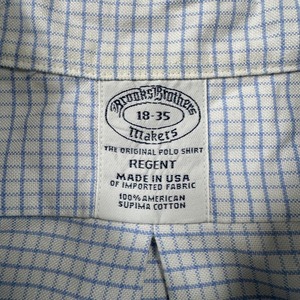 Brooks Brothers
18-35
Makers
THE ORIGINAL POLO SHIRT
REGENT
MADE IN USA
OF IMPORTED FABRIC
100% AMERICAN
SUPIMA COTTON